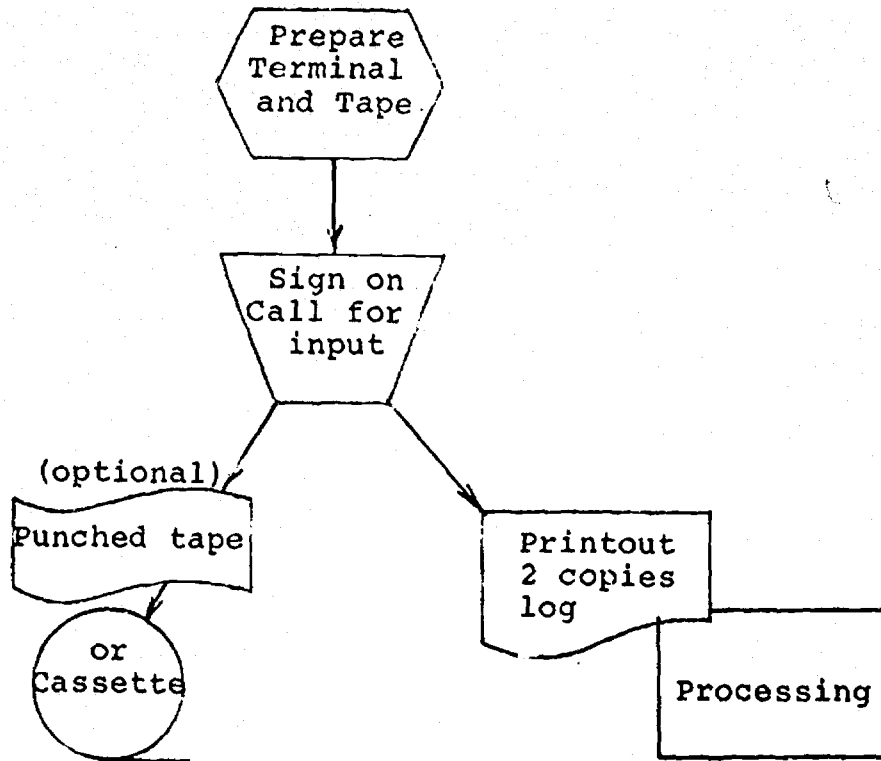 Prepare
Terminal
and Tape
Sign on
Call for
input
(optional)
Punched tape
or
Cassette
Printout
2 copies
log
Processing